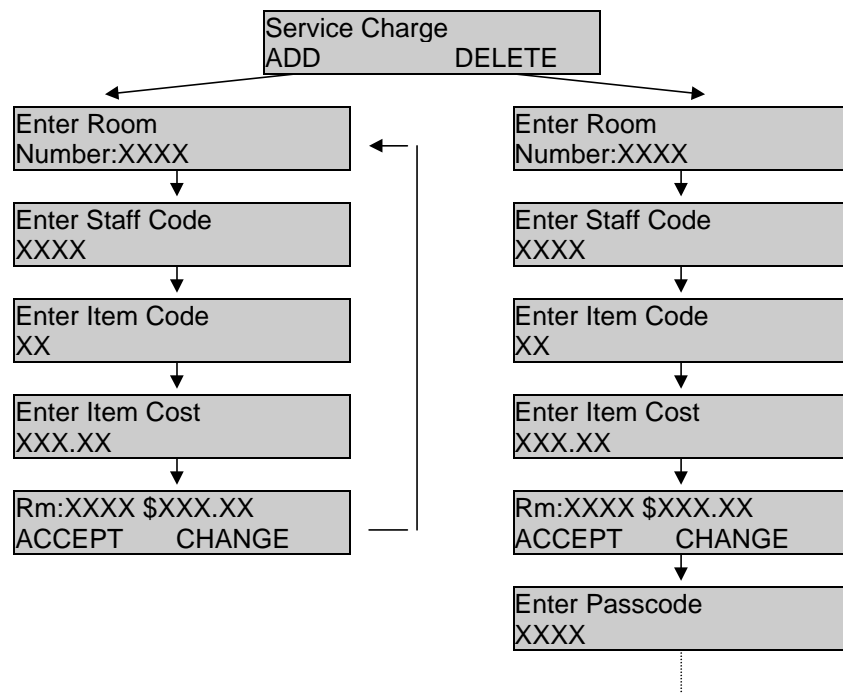 Service Charge
ADD DELETE
Enter Room
Number:XXXX
Enter Staff Code
XXXX
Enter Item Code
XX
Enter Item Cost
XXX.XX
Rm:XXXX $XXX.XX
ACCEPT CHANGE
Enter Room
Number:XXXX
Enter Staff Code
XXXX
Enter Item Code
XX
Enter Item Cost
XXX.XX
Rm:XXXX $XXX.XX
ACCEPT CHANGE
Enter Passcode
XXXX